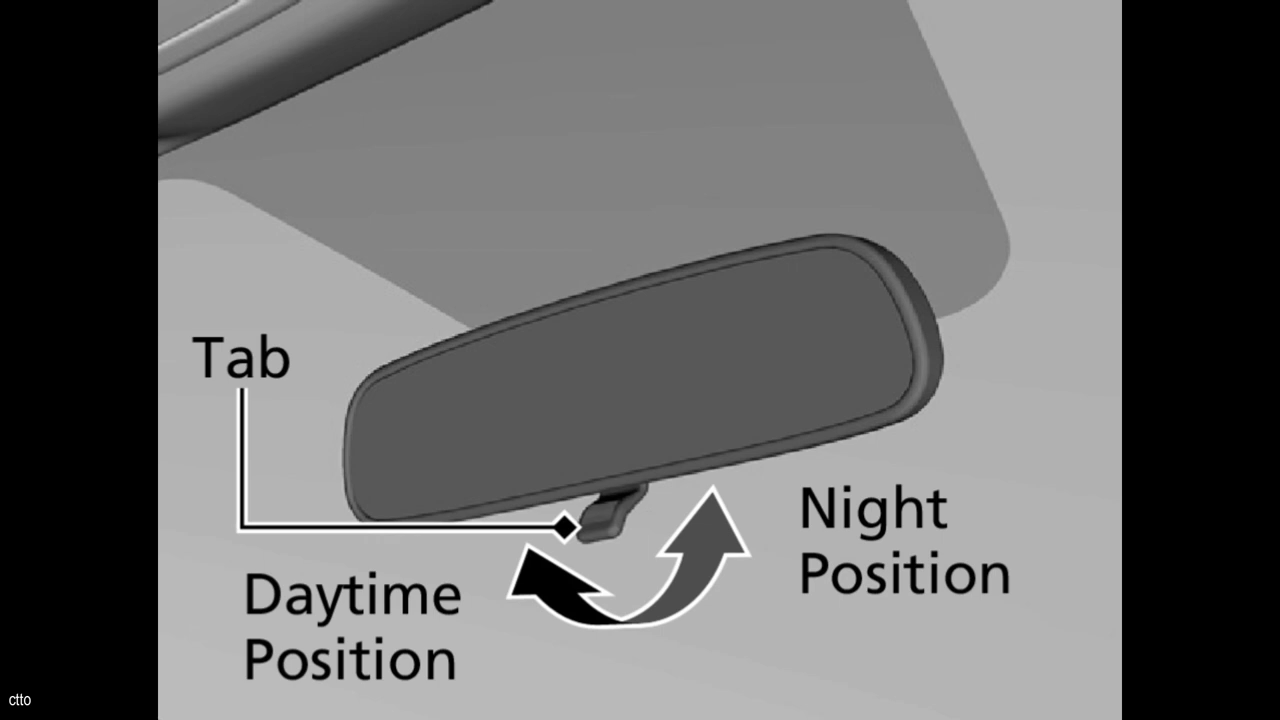 Tab
Night
Position
Daytime
Position
ctto